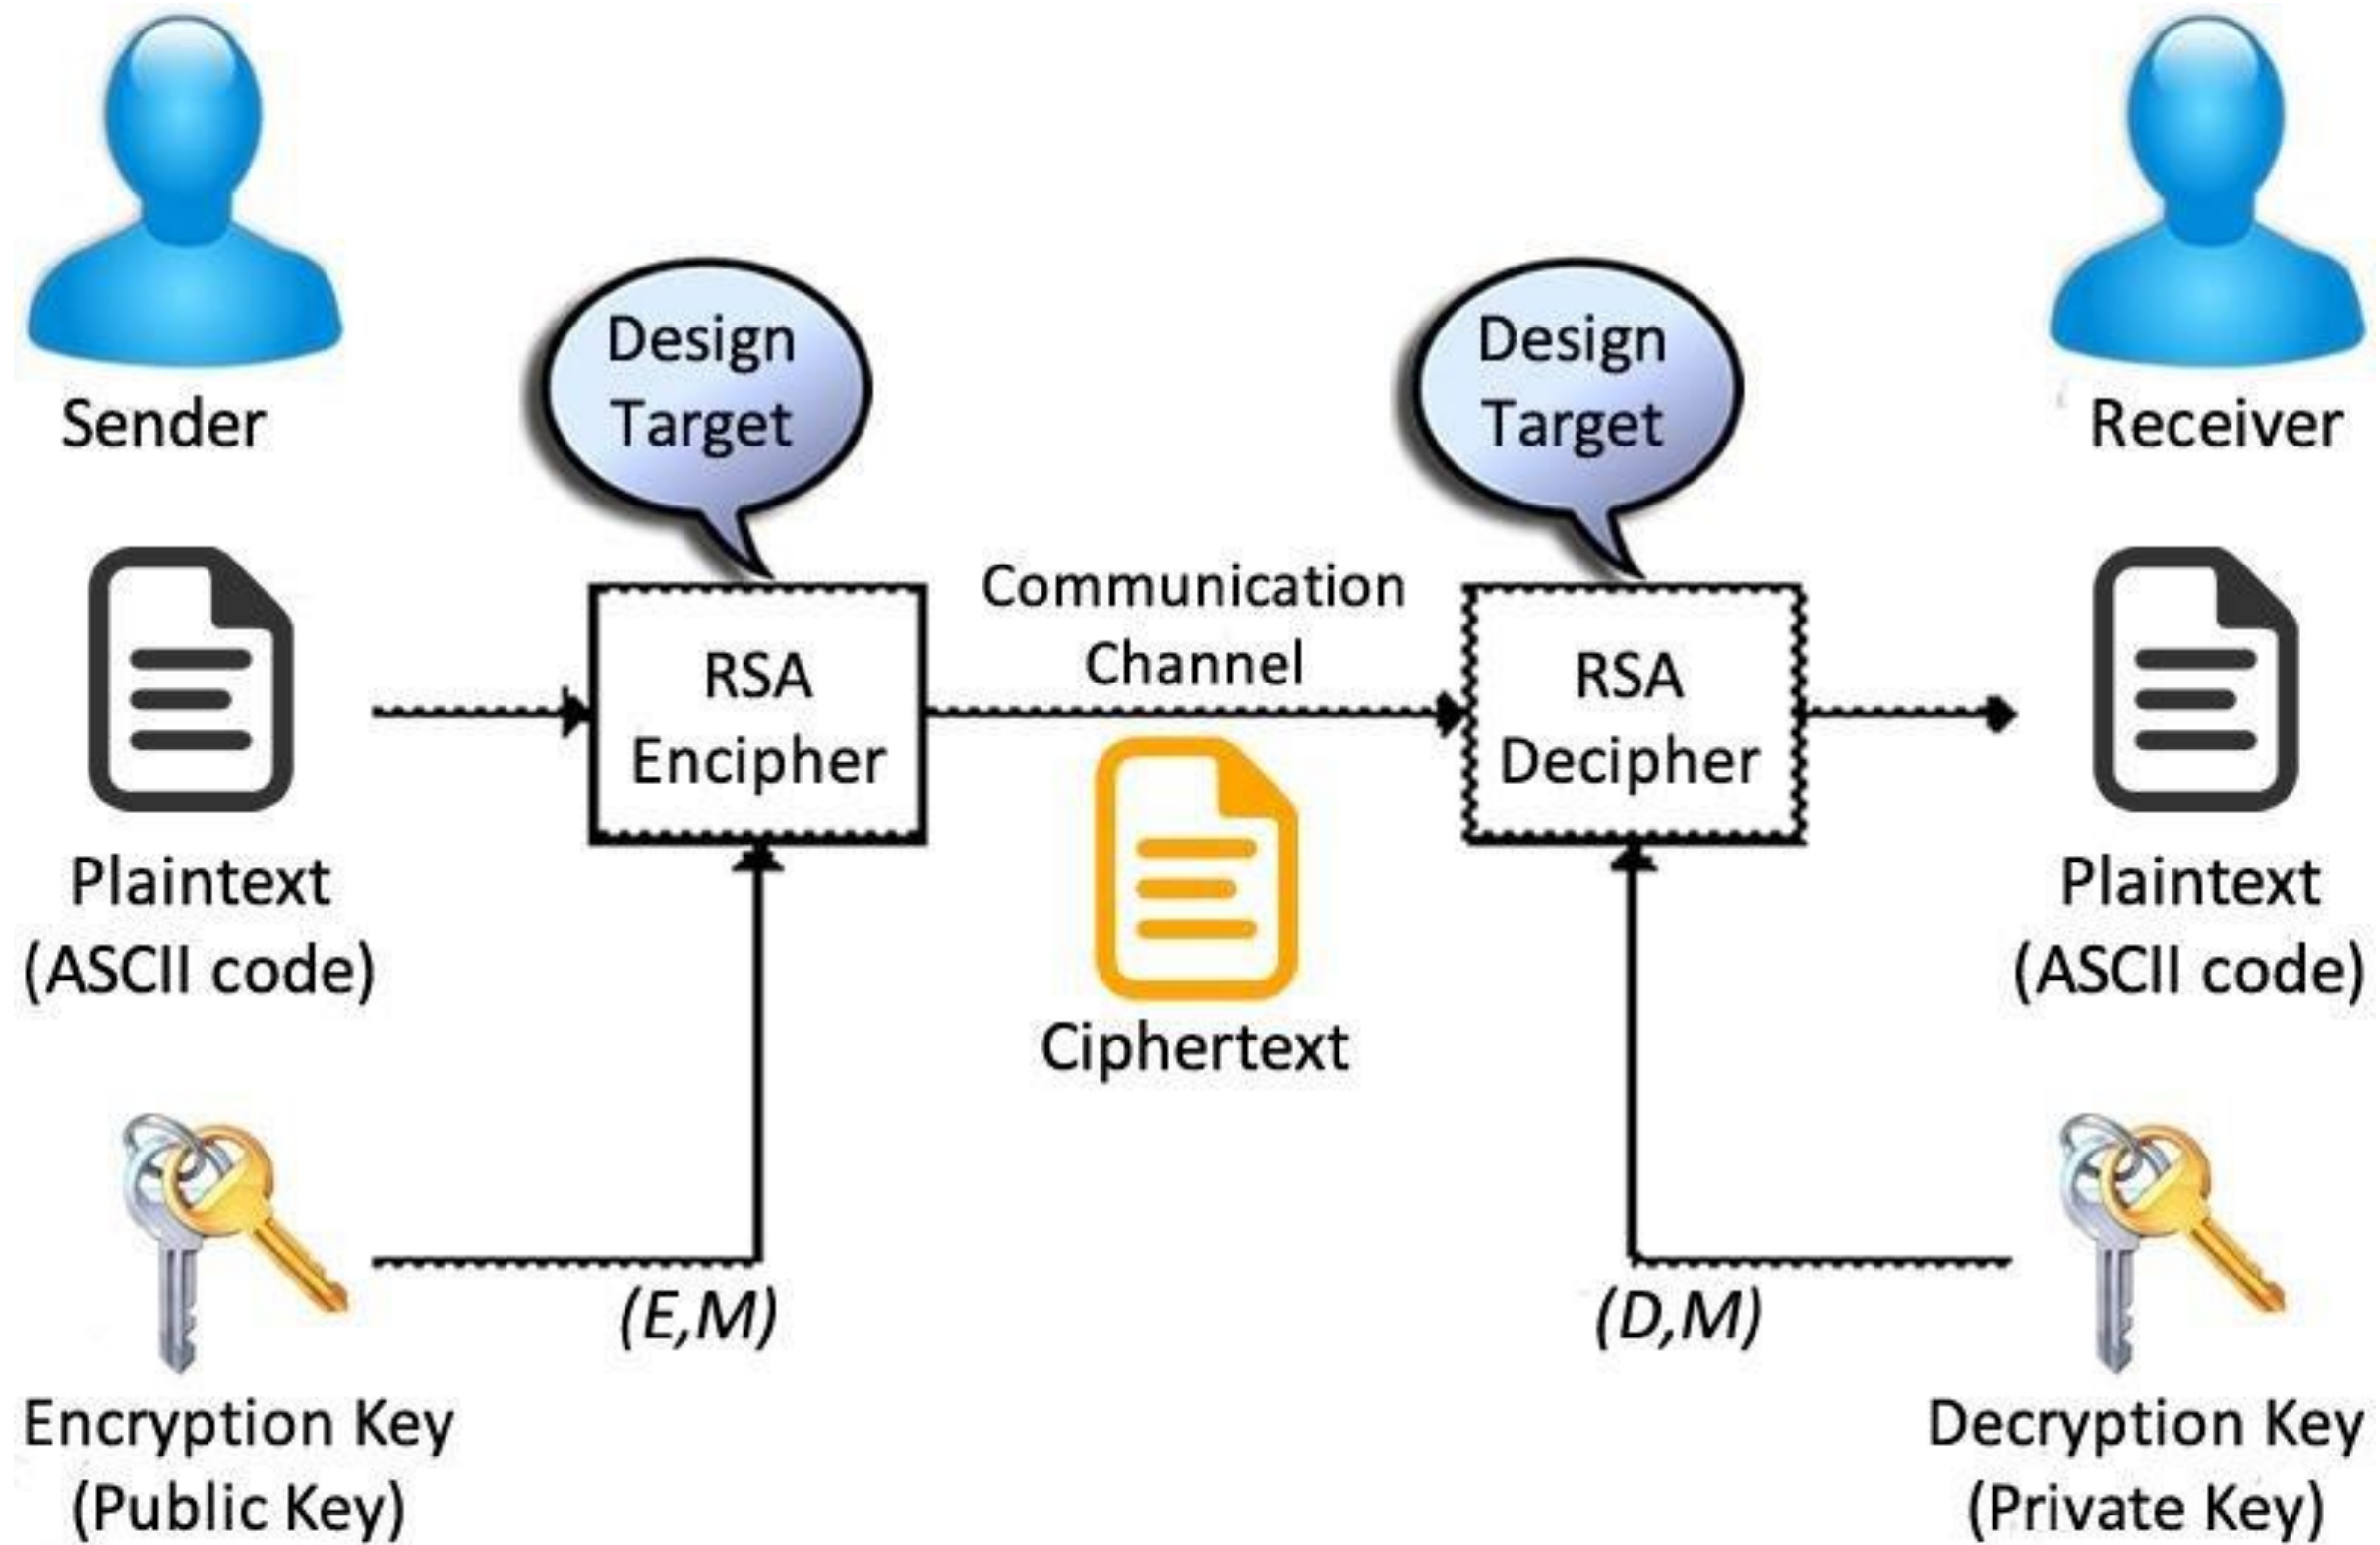 Sender
Receiver
Design
Target
Design
Target
Communication
Channel
RSA
Encipher
RSA
Decipher
Plaintext
(ASCII code)
Ciphertext
Plaintext
(ASCII code)
(E,M)
(D,M)
Encryption Key
(Public Key)
Decryption Key
(Private Key)